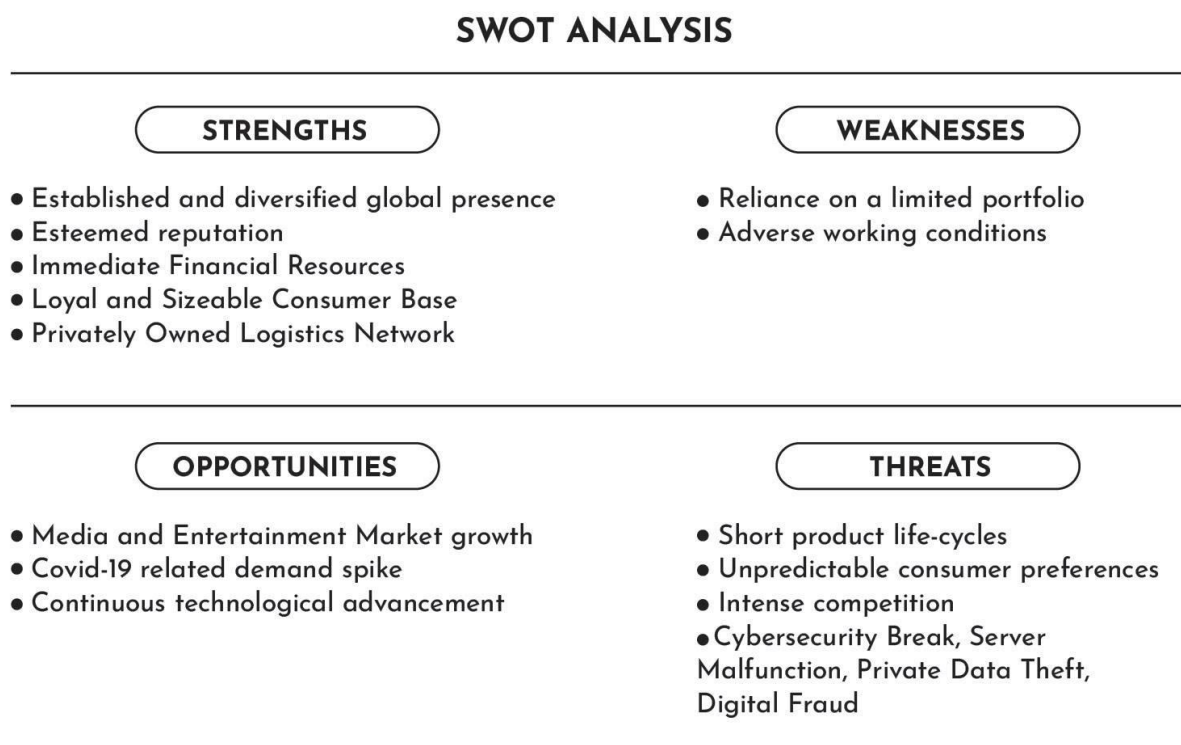 SWOT ANALYSIS
STRENGTHS
● Established and diversified global presence
● Esteemed reputation
● Immediate Financial Resources
● Loyal and Sizeable Consumer Base
● Privately Owned Logistics Network
WEAKNESSES
● Reliance on a limited portfolio
● Adverse working conditions
OPPORTUNITIES
● Media and Entertainment Market growth
● Covid-19 related demand spike
● Continuous technological advancement
THREATS
● Short product life-cycles
● Unpredictable consumer preferences
● Intense competition
● Cybersecurity Break, Server
Malfunction, Private Data Theft,
Digital Fraud